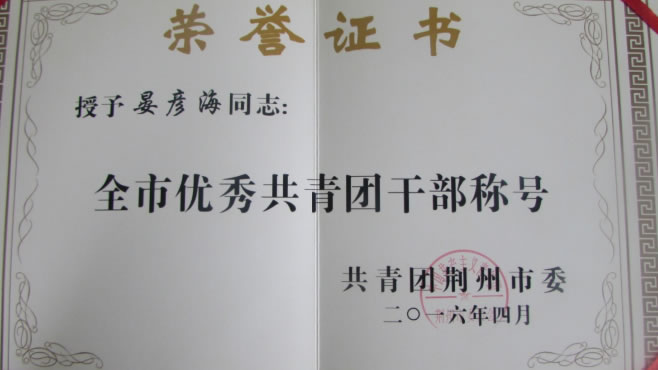 荣誉证书
授予晏彦海同志：
全市优秀共青团干部称号
共青团荆州市委
二〇一六年四月